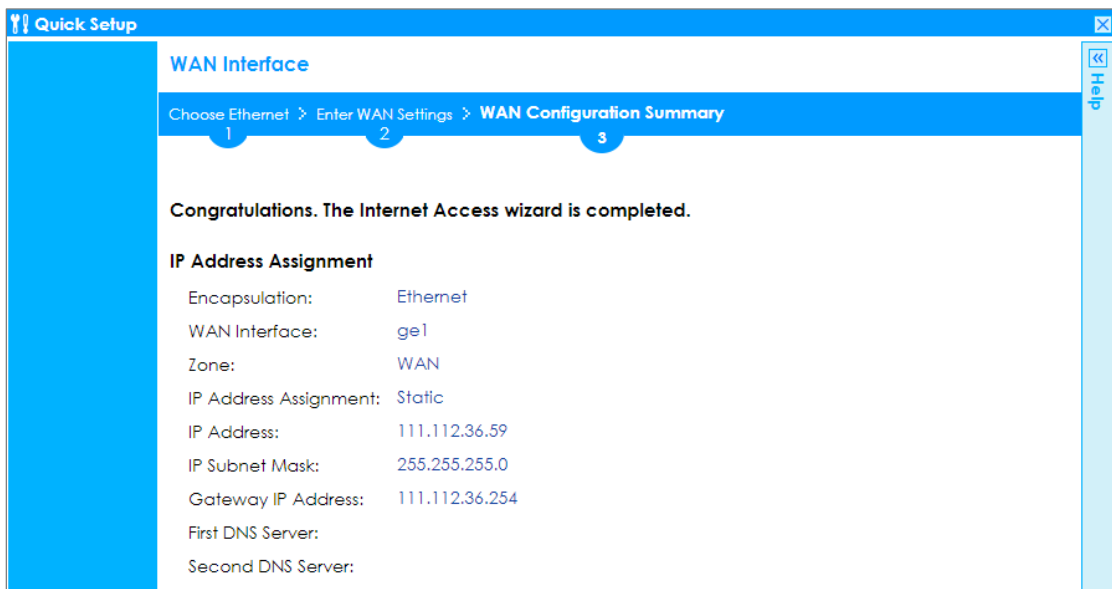 Quick Setup
WAN Interface
Help
Choose Ethernet > Enter WAN Settings > WAN Configuration Summary
1 2 3
Congratulations. The Internet Access wizard is completed.
IP Address Assignment
Encapsulation: Ethernet
WAN Interface: ge1
Zone: WAN
IP Address Assignment: Static
IP Address: 111.112.36.59
IP Subnet Mask: 255.255.255.0
Gateway IP Address: 111.112.36.254
First DNS Server:
Second DNS Server: